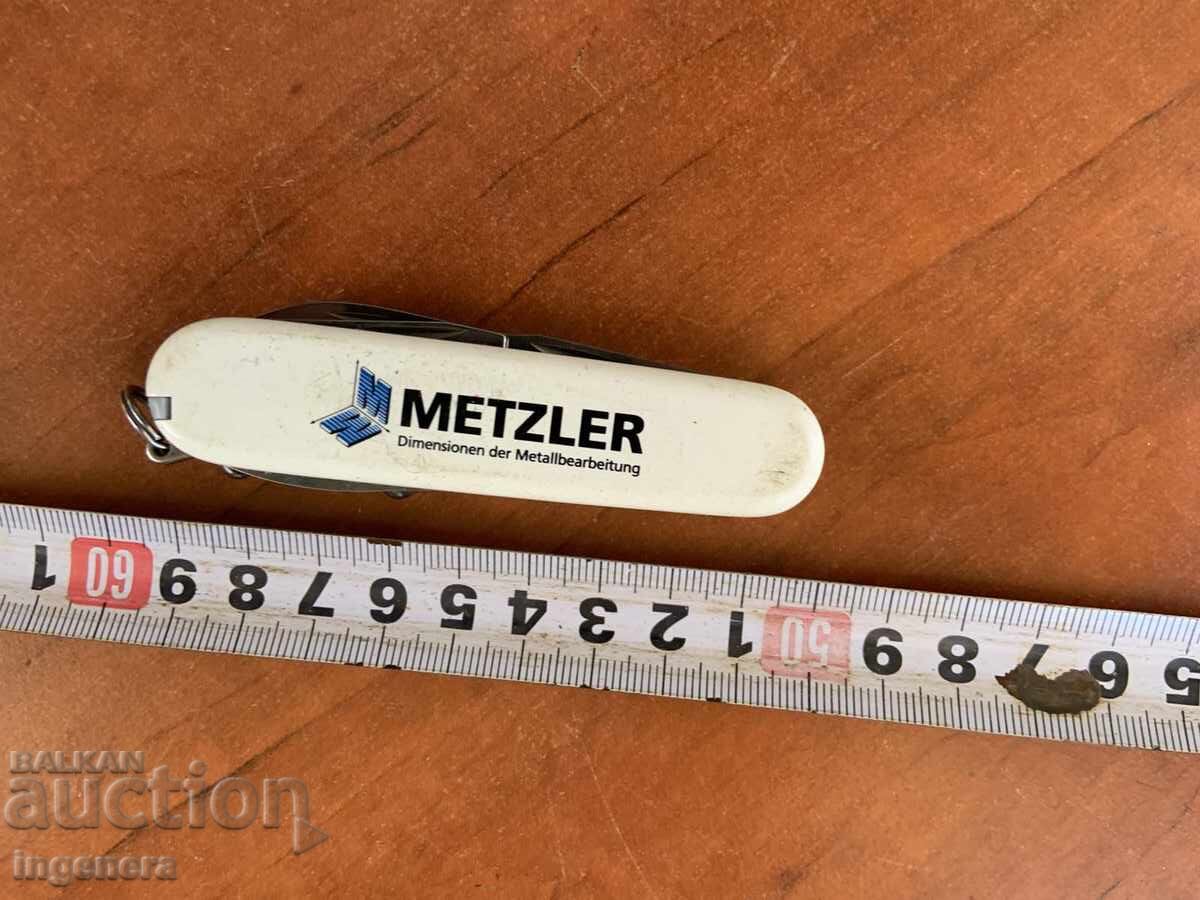 METZLER
Dimensionen der Metallbearbeitung
1 60 9 8 7 6 5 4 3 2 1 50 9 8 7 6 5
BALKAN
auction
ingenera